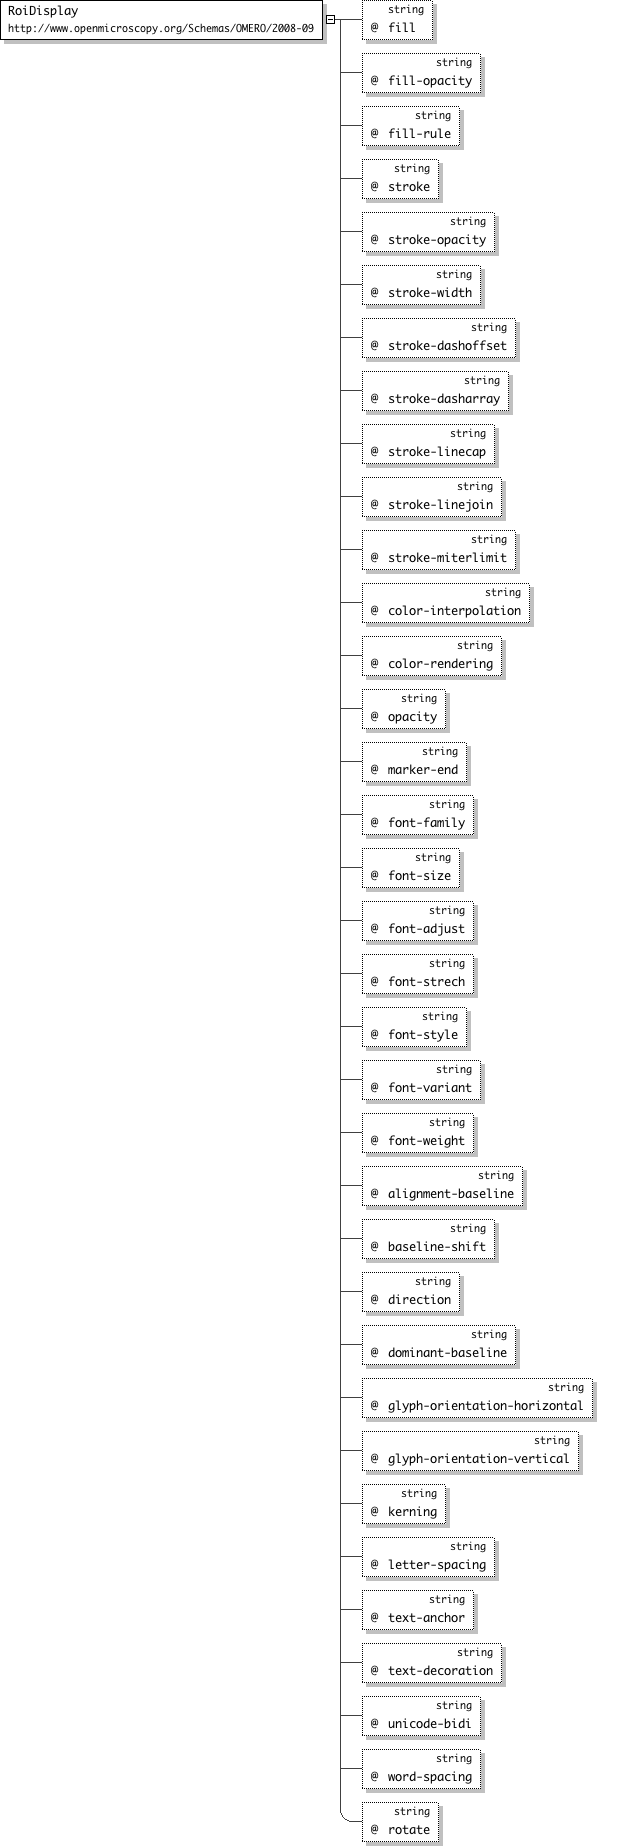 RoiDisplay
http://www.openmicroscopy.org/Schemas/OMERO/2008-09
string
@ fill
string
@ fill-opacity
string
@ fill-rule
string
@ stroke
string
@ stroke-opacity
string
@ stroke-width
string
@ stroke-dashoffset
string
@ stroke-dasharray
string
@ stroke-linecap
string
@ stroke-linejoin
string
@ stroke-miterlimit
string
@ color-interpolation
string
@ color-rendering
string
@ opacity
string
@ marker-end
string
@ font-family
string
@ font-size
string
@ font-adjust
string
@ font-strech
string
@ font-style
string
@ font-variant
string
@ font-weight
string
@ alignment-baseline
string
@ baseline-shift
string
@ direction
string
@ dominant-baseline
string
@ glyph-orientation-horizontal
string
@ glyph-orientation-vertical
string
@ kerning
string
@ letter-spacing
string
@ text-anchor
string
@ text-decoration
string
@ unicode-bidi
string
@ word-spacing
string
@ rotate